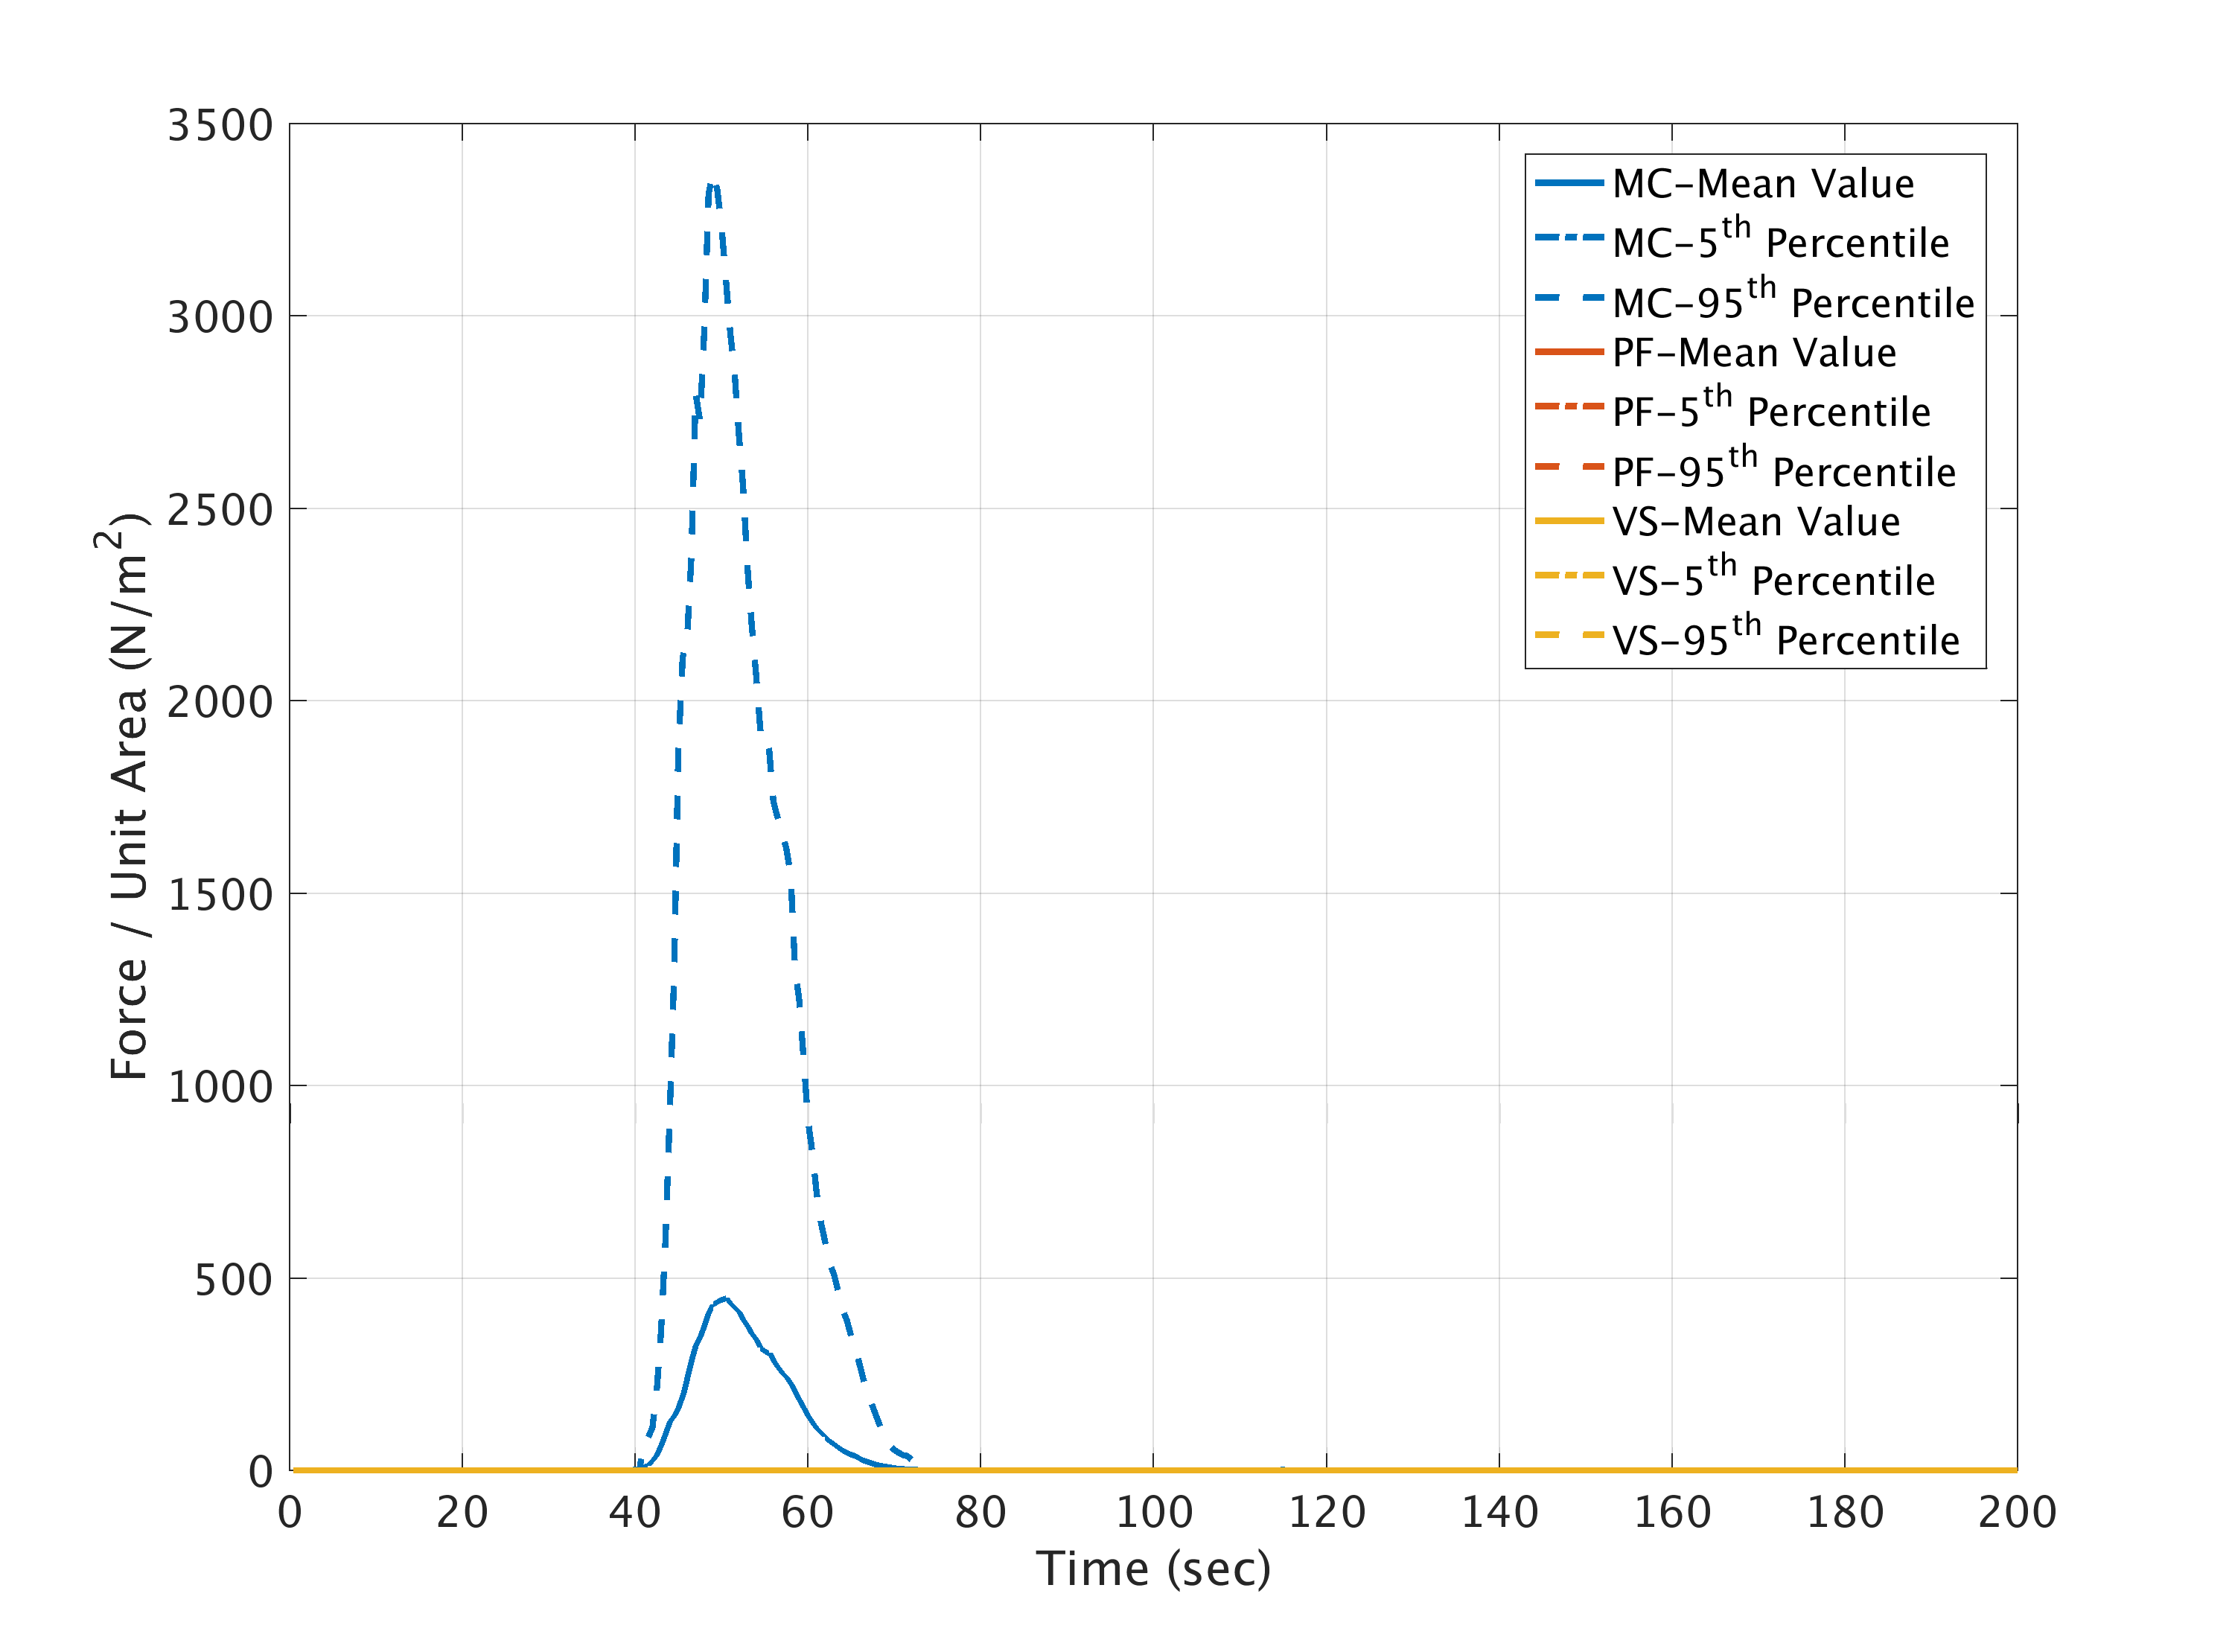 3500
3000
2500
2000
1500
1000
500
0
Force / Unit Area (N/m²)
MC–Mean Value
MC–5th Percentile
MC–95th Percentile
PF–Mean Value
PF–5th Percentile
PF–95th Percentile
VS–Mean Value
VS–5th Percentile
VS–95th Percentile
0 20 40 60 80 100 120 140 160 180 200
Time (sec)